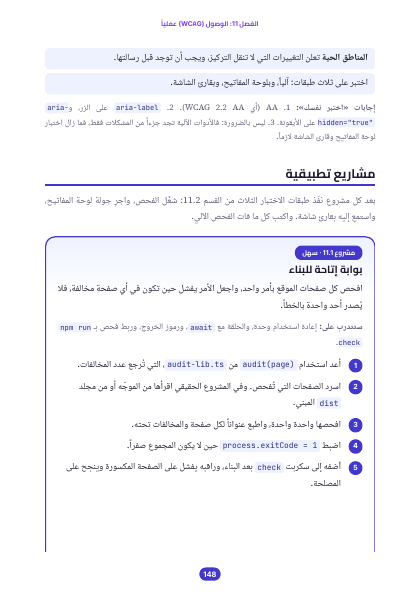 الفصل 11: الوصول (WCAG) عملياً
المناطق الحية تعلن التغييرات التي لا تنقل التركيز، ويجب أن توجد قبل رسالتها.
اختبر على ثلاث طبقات: آلياً، وبلوحة المفاتيح، وبقارئ الشاشة.
إجابات «اختبر نفسك»: 1. AA (أي WCAG 2.2 AA). 2. aria-label على الزر، و aria-
hidden="true" على الأيقونة. 3. ليس بالضرورة: فالأدوات الآلية تجد جزءاً من المشكلات فقط، فما زال اختبار
لوحة المفاتيح وقارئ الشاشة لازماً.
مشاريع تطبيقية
بعد كل مشروع نفّذ طبقات الاختبار الثلاث من القسم 11.2: شغّل الفحص، واجرِ جولة لوحة المفاتيح،
واستمع إليه بقارئ شاشة. واكتب كل ما فات الفحص الآلي.
مشروع 11.1 · سهل
بوابة إتاحة للبناء
افحص كل صفحات الموقع بأمر واحد، واجعل الأمر يفشل حين تكون في أي صفحة مخالفة، فلا
يُصدر أحد واحدة بالخطأ.
ستتدرب على: إعادة استخدام وحدة، والحلقة مع await، ورموز الخروج، وربط فحص بـ npm run
check.
1 أعد استخدام audit(page) من audit-lib.ts، التي تُرجع عدد المخالفات.
2 اسرد الصفحات التي تُفحص. وفي المشروع الحقيقي اقرأها من الموجّه أو من مجلد
dist المبني.
3 افحصها واحدة واحدة، واطبع عنواناً لكل صفحة والمخالفات تحته.
4 اضبط process.exitCode = 1 حين لا يكون المجموع صفراً.
5 أضفه إلى سكربت check بعد البناء، وراقبه يفشل على الصفحة المكسورة وينجح على
المصلحة.
148